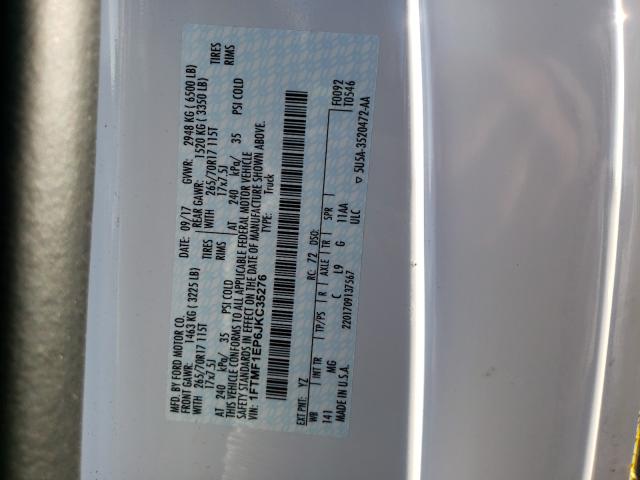 MFD. BY FORD MOTOR CO.
DATE: 09/17
GVWR: 2948 KG ( 6500 LB)
FRONT GAWR: 1463 KG ( 3225 LB)
REAR GAWR: 1520 KG ( 3350 LB)
WITH 265/70R17 115T TIRES
WITH 265/70R17 115T TIRES
17x7.5J RIMS
17x7.5J RIMS
AT 240 kPa/ 35 PSI COLD
AT 240 kPa/ 35 PSI COLD
THIS VEHICLE CONFORMS TO ALL APPLICABLE FEDERAL MOTOR VEHICLE
SAFETY STANDARDS IN EFFECT ON THE DATE OF MANUFACTURE SHOWN ABOVE.
VIN: 1FTMF1EP6JKC35276
TYPE: Truck
F0092
T0546
EXT PNT: YZ RC: 72 DSO:
WB INT TR TP/PS R AXLE TR SPR
141 MG C L9 G 11AA
ULC
MADE IN U.S.A. 2201709137567
▽ 5U5A-3520472-AA